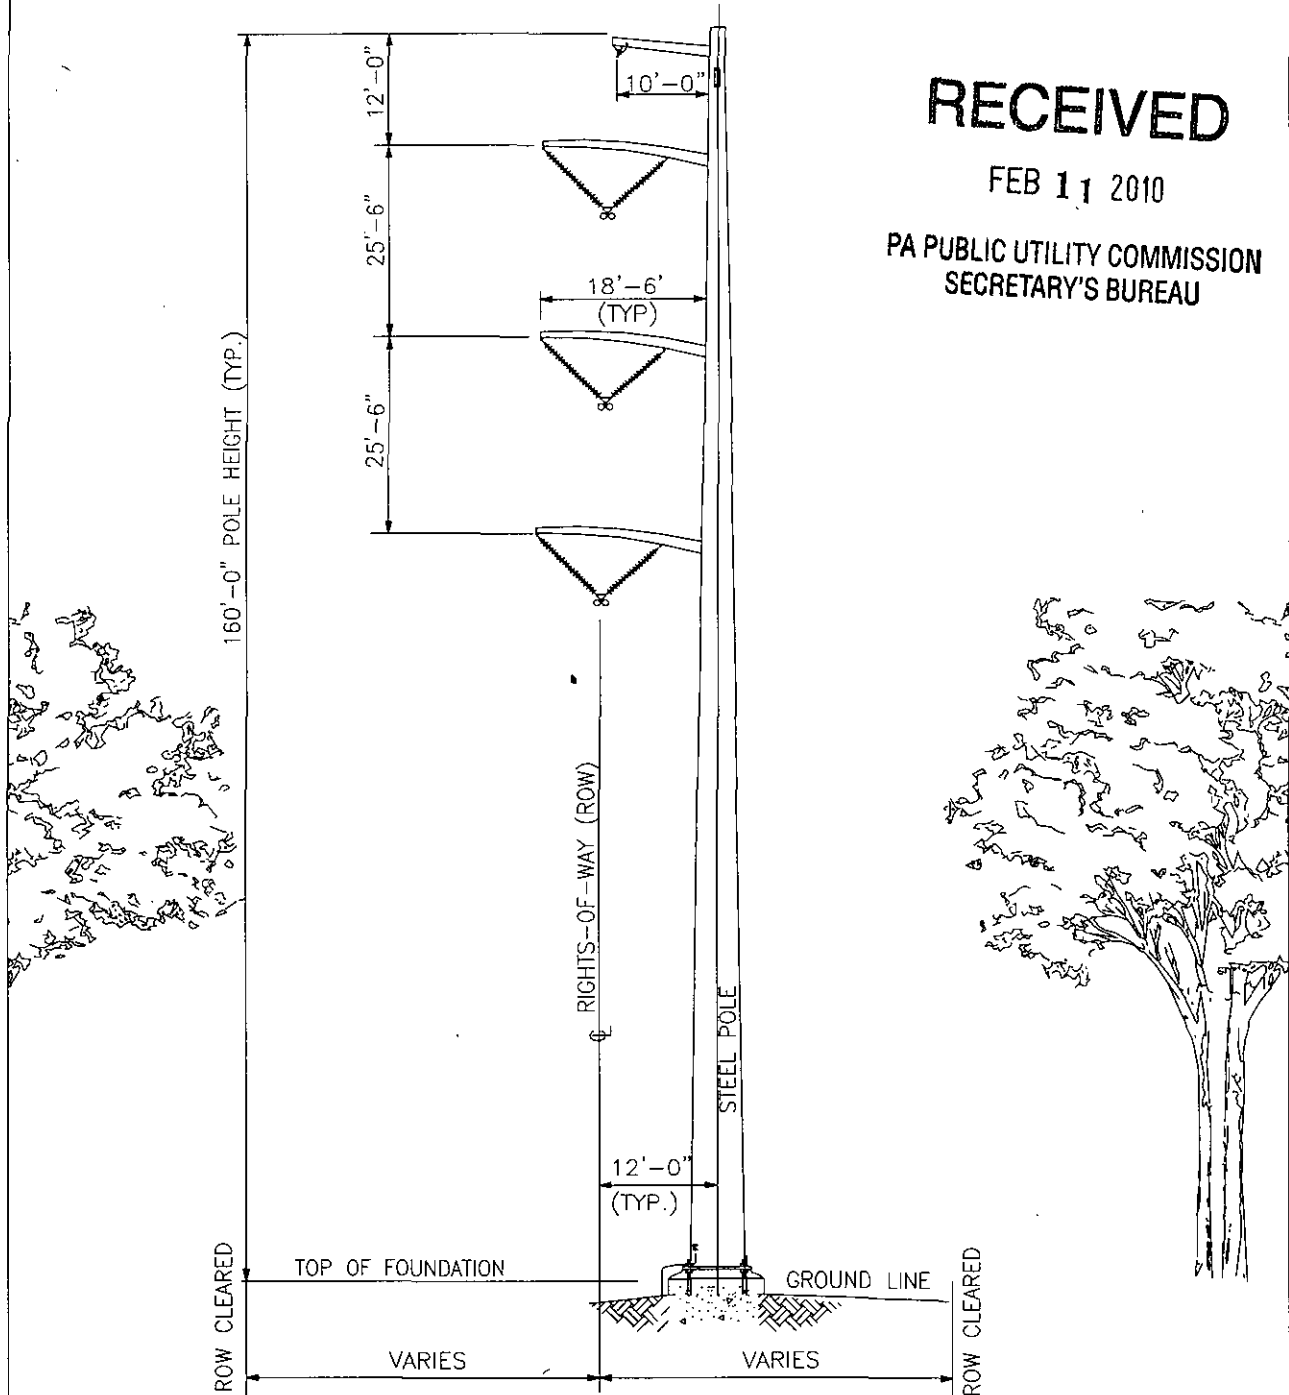 12'-0"
10'-0"
RECEIVED
FEB 11 2010
PA PUBLIC UTILITY COMMISSION
SECRETARY'S BUREAU
25'-6"
18'-6'
(TYP)
25'-6"
160'-0" POLE HEIGHT (TYP.)
RIGHTS-OF-WAY (ROW)
STEEL POLE
12'-0"
(TYP.)
TOP OF FOUNDATION
GROUND LINE
ROW CLEARED
ROW CLEARED
VARIES
VARIES